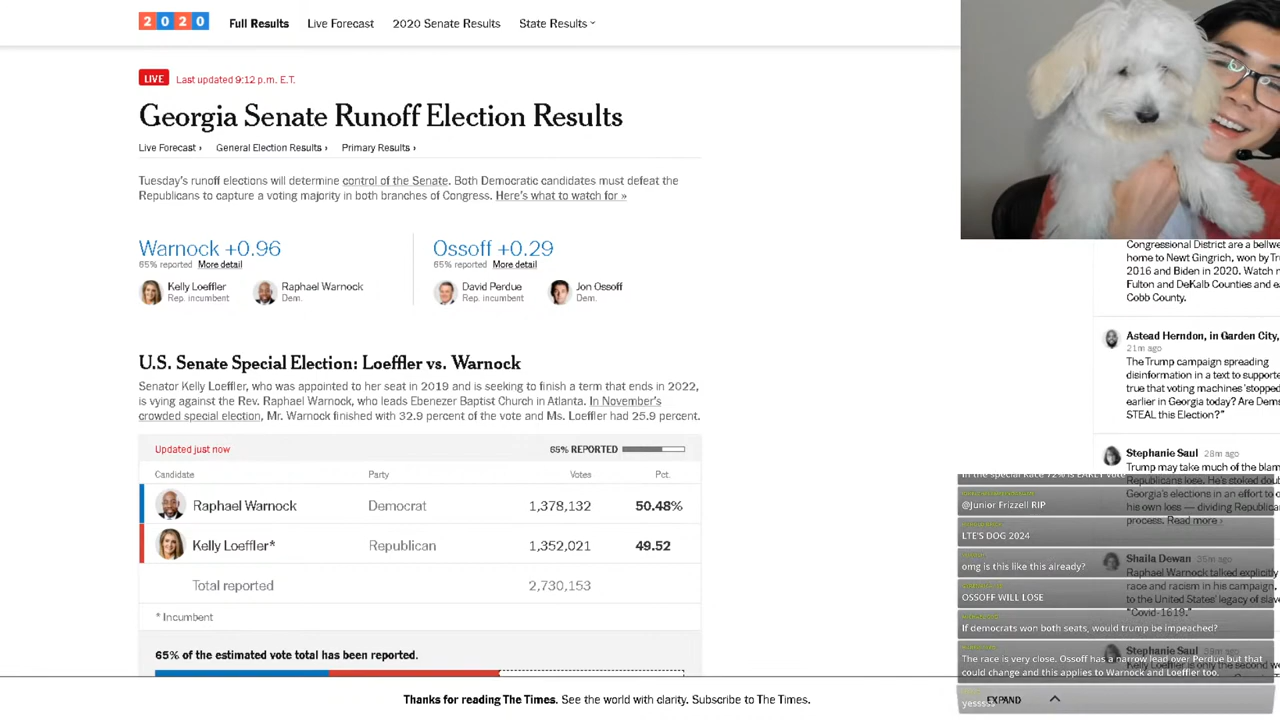 2020 Full Results Live Forecast 2020 Senate Results State Results
LIVE Last updated 9:12 p.m. E.T.
Georgia Senate Runoff Election Results
Live Forecast › General Election Results › Primary Results ›
Tuesday's runoff elections will determine control of the Senate. Both Democratic candidates must defeat the
Republicans to capture a voting majority in both branches of Congress. Here's what to watch for »
Warnock +0.96
65% reported More detail
Kelly Loeffler
Rep. incumbent
Raphael Warnock
Dem.
Ossoff +0.29
65% reported More detail
David Perdue
Rep. incumbent
Jon Ossoff
Dem.
U.S. Senate Special Election: Loeffler vs. Warnock
Senator Kelly Loeffler, who was appointed to her seat in 2019 and is seeking to finish a term that ends in 2022,
is vying against the Rev. Raphael Warnock, who leads Ebenezer Baptist Church in Atlanta. In November's
crowded special election, Mr. Warnock finished with 32.9 percent of the vote and Ms. Loeffler had 25.9 percent.
Updated just now 65% REPORTED
Candidate Party Votes Pct.
Raphael Warnock Democrat 1,378,132 50.48%
Kelly Loeffler* Republican 1,352,021 49.52
Total reported 2,730,153
* Incumbent
65% of the estimated vote total has been reported.
Thanks for reading The Times. See the world with clarity. Subscribe to The Times.
Congressional District are a bellwe
home to Newt Gingrich, won by Tru
2016 and Biden in 2020. Watch n
Fulton and DeKalb Counties and ea
Cobb County.
Astead Herndon, in Garden City,
21m ago
The Trump campaign spreading
disinformation in a text to supporte
true that voting machines 'stopped
earlier in Georgia today? Are Dems
STEAL this Election?"
Stephanie Saul 28m ago
Trump may take much of the blam
Republicans lose. He's stoked doub
Georgia's elections in an effort to o
his own loss — dividing Republica
process. Read more ›
Shaila Dewan 35m ago
Raphael Warnock talked explicitly
race and racism in his campaign,
to the United States' legacy of slave
"Covid-1619."
Stephanie Saul
Kelly Loeffler is only the second we
@Junior Frizzell RIP
LTE'S DOG 2024
omg is this like this already?
OSSOFF WILL LOSE
If democrats won both seats, would trump be impeached?
The race is very close. Ossoff has a narrow lead over Perdue but that
could change and this applies to Warnock and Loeffler too.
yesssss
EXPAND